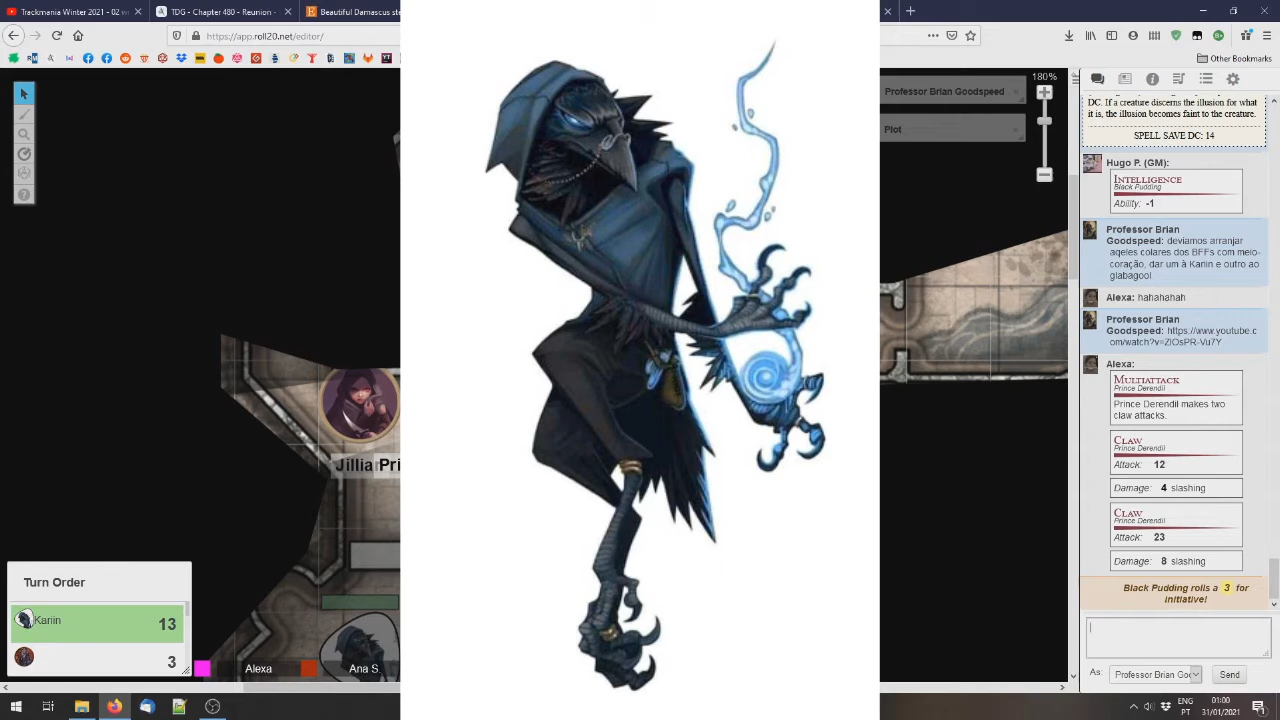 Trackmania Winter 2021 - 02
TDG - Chapter 480 - Reunion -
Beautiful Damascus ste
https://app.roll20.net/editor/
Other Bookmarks
180%
Professor Brian Goodspeed
Plot
DC. If a creature discerns the illusion for what
it is, the illusion becomes faint to the creature.
SPELL SAVE DC: 14
Hugo P. (GM):
INTELLIGENCE
Black Pudding
Ability: -1
Professor Brian
Goodspeed: deviamos arranjar
aqeles colares dos BFFs com meio-
coração, dar um à Kanin e outro ao
glabagool
Alexa: hahahahah
Professor Brian
Goodspeed: https://www.youtube.c
om/watch?v=ZlOsPR-Vu7Y
Alexa:
MULTIATTACK
Prince Derendil
Prince Derendil makes two
claw attacks.
CLAW
Prince Derendil
Attack: 12
Damage: 4 slashing
CLAW
Prince Derendil
Attack: 23
Damage: 8 slashing
Black Pudding rolls a 3 for
initiative!
As: Professor Brian Go Send
Jillia Pri
Turn Order
Kanin 13
3
Alexa
Ana S.
ENG 01:00
PT 31/01/2021